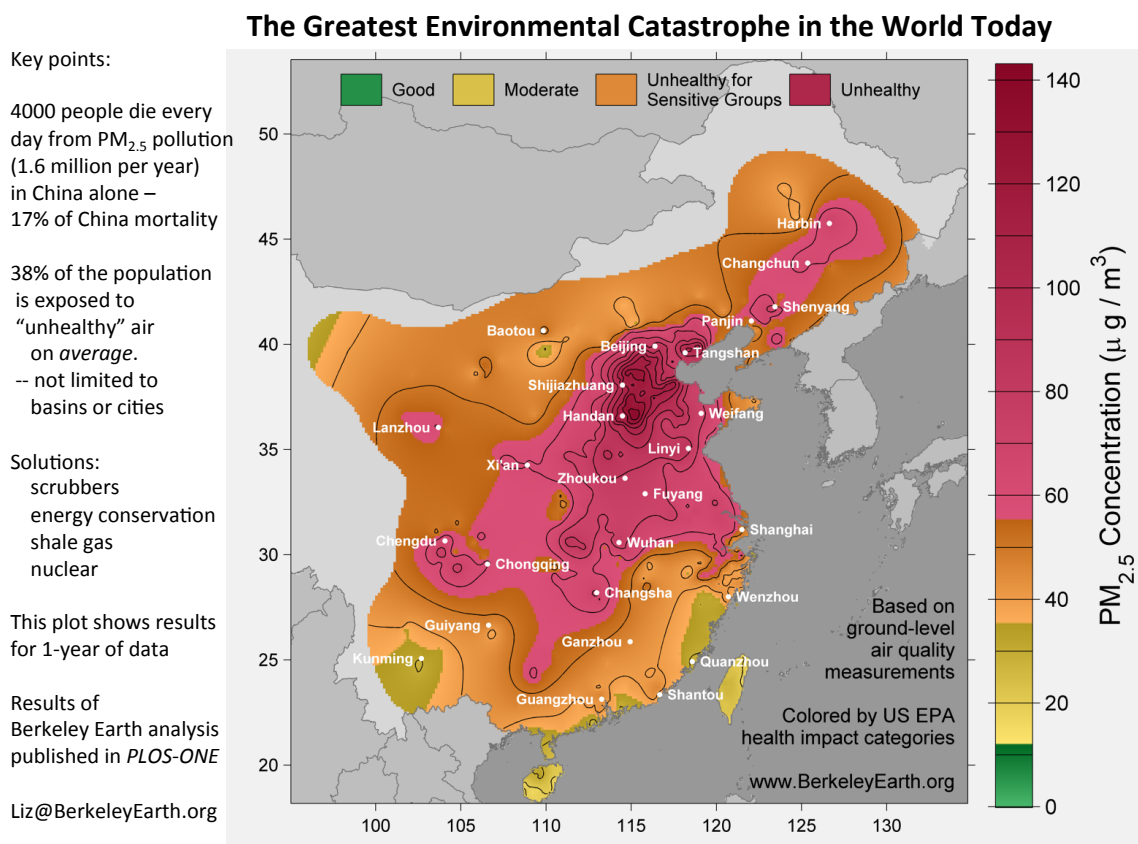 The Greatest Environmental Catastrophe in the World Today
Key points:
4000 people die every
day from PM2.5 pollution
(1.6 million per year)
in China alone –
17% of China mortality
38% of the population
is exposed to
“unhealthy” air
on average.
-- not limited to
basins or cities
Solutions:
scrubbers
energy conservation
shale gas
nuclear
This plot shows results
for 1-year of data
Results of
Berkeley Earth analysis
published in PLOS-ONE
Liz@BerkeleyEarth.org
Good
Moderate
Unhealthy for
Sensitive Groups
Unhealthy
50
45
40
35
30
25
20
100
105
110
115
120
125
130
Harbin
Changchun
Shenyang
Panjin
Baotou
Beijing
Tangshan
Shijiazhuang
Handan
Weifang
Lanzhou
Linyi
Xi'an
Zhoukou
Fuyang
Shanghai
Chengdu
Wuhan
Chongqing
Changsha
Wenzhou
Guiyang
Ganzhou
Kunming
Quanzhou
Guangzhou
Shantou
Based on
ground-level
air quality
measurements
Colored by US EPA
health impact categories
www.BerkeleyEarth.org
140
120
100
80
60
40
20
0
PM2.5 Concentration (μ g / m3)